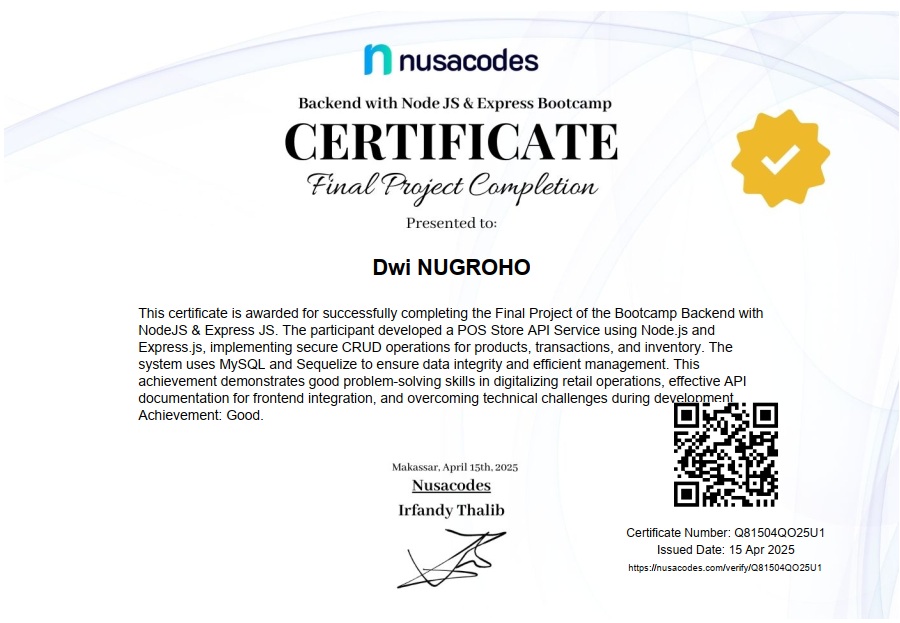 nusacodes
Backend with Node JS & Express Bootcamp
CERTIFICATE
Final Project Completion
Presented to:
Dwi NUGROHO
This certificate is awarded for successfully completing the Final Project of the Bootcamp Backend with
NodeJS & Express JS. The participant developed a POS Store API Service using Node.js and
Express.js, implementing secure CRUD operations for products, transactions, and inventory. The
system uses MySQL and Sequelize to ensure data integrity and efficient management. This
achievement demonstrates good problem-solving skills in digitalizing retail operations, effective API
documentation for frontend integration, and overcoming technical challenges during development
Achievement: Good.
Makassar, April 15th, 2025
Nusacodes
Irfandy Thalib
Certificate Number: Q81504QO25U1
Issued Date: 15 Apr 2025
https://nusacodes.com/verify/Q81504QO25U1